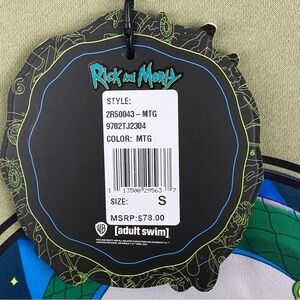 Rick and Morty
STYLE:
2R50043-MTG
9702TJ2304
COLOR: MTG
1 13500 29563 7
SIZE: S
MSRP:$78.00
WB [adult swim]